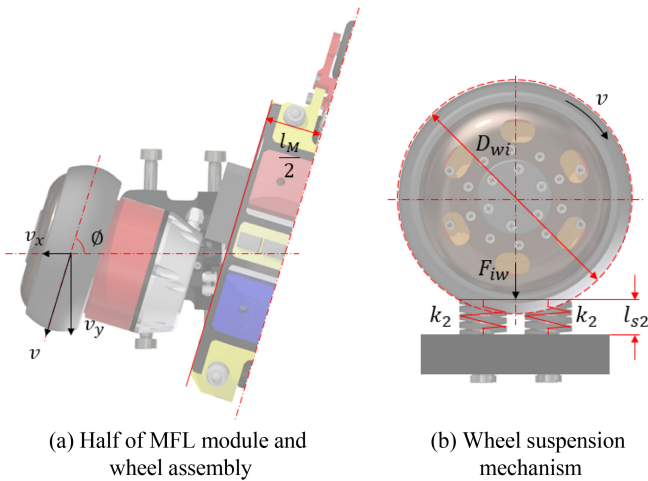 l_M
2
v_x
Ø
v_y
v
v
D_wi
F_iw
k_2
k_2
l_s2
(a) Half of MFL module and
wheel assembly
(b) Wheel suspension
mechanism